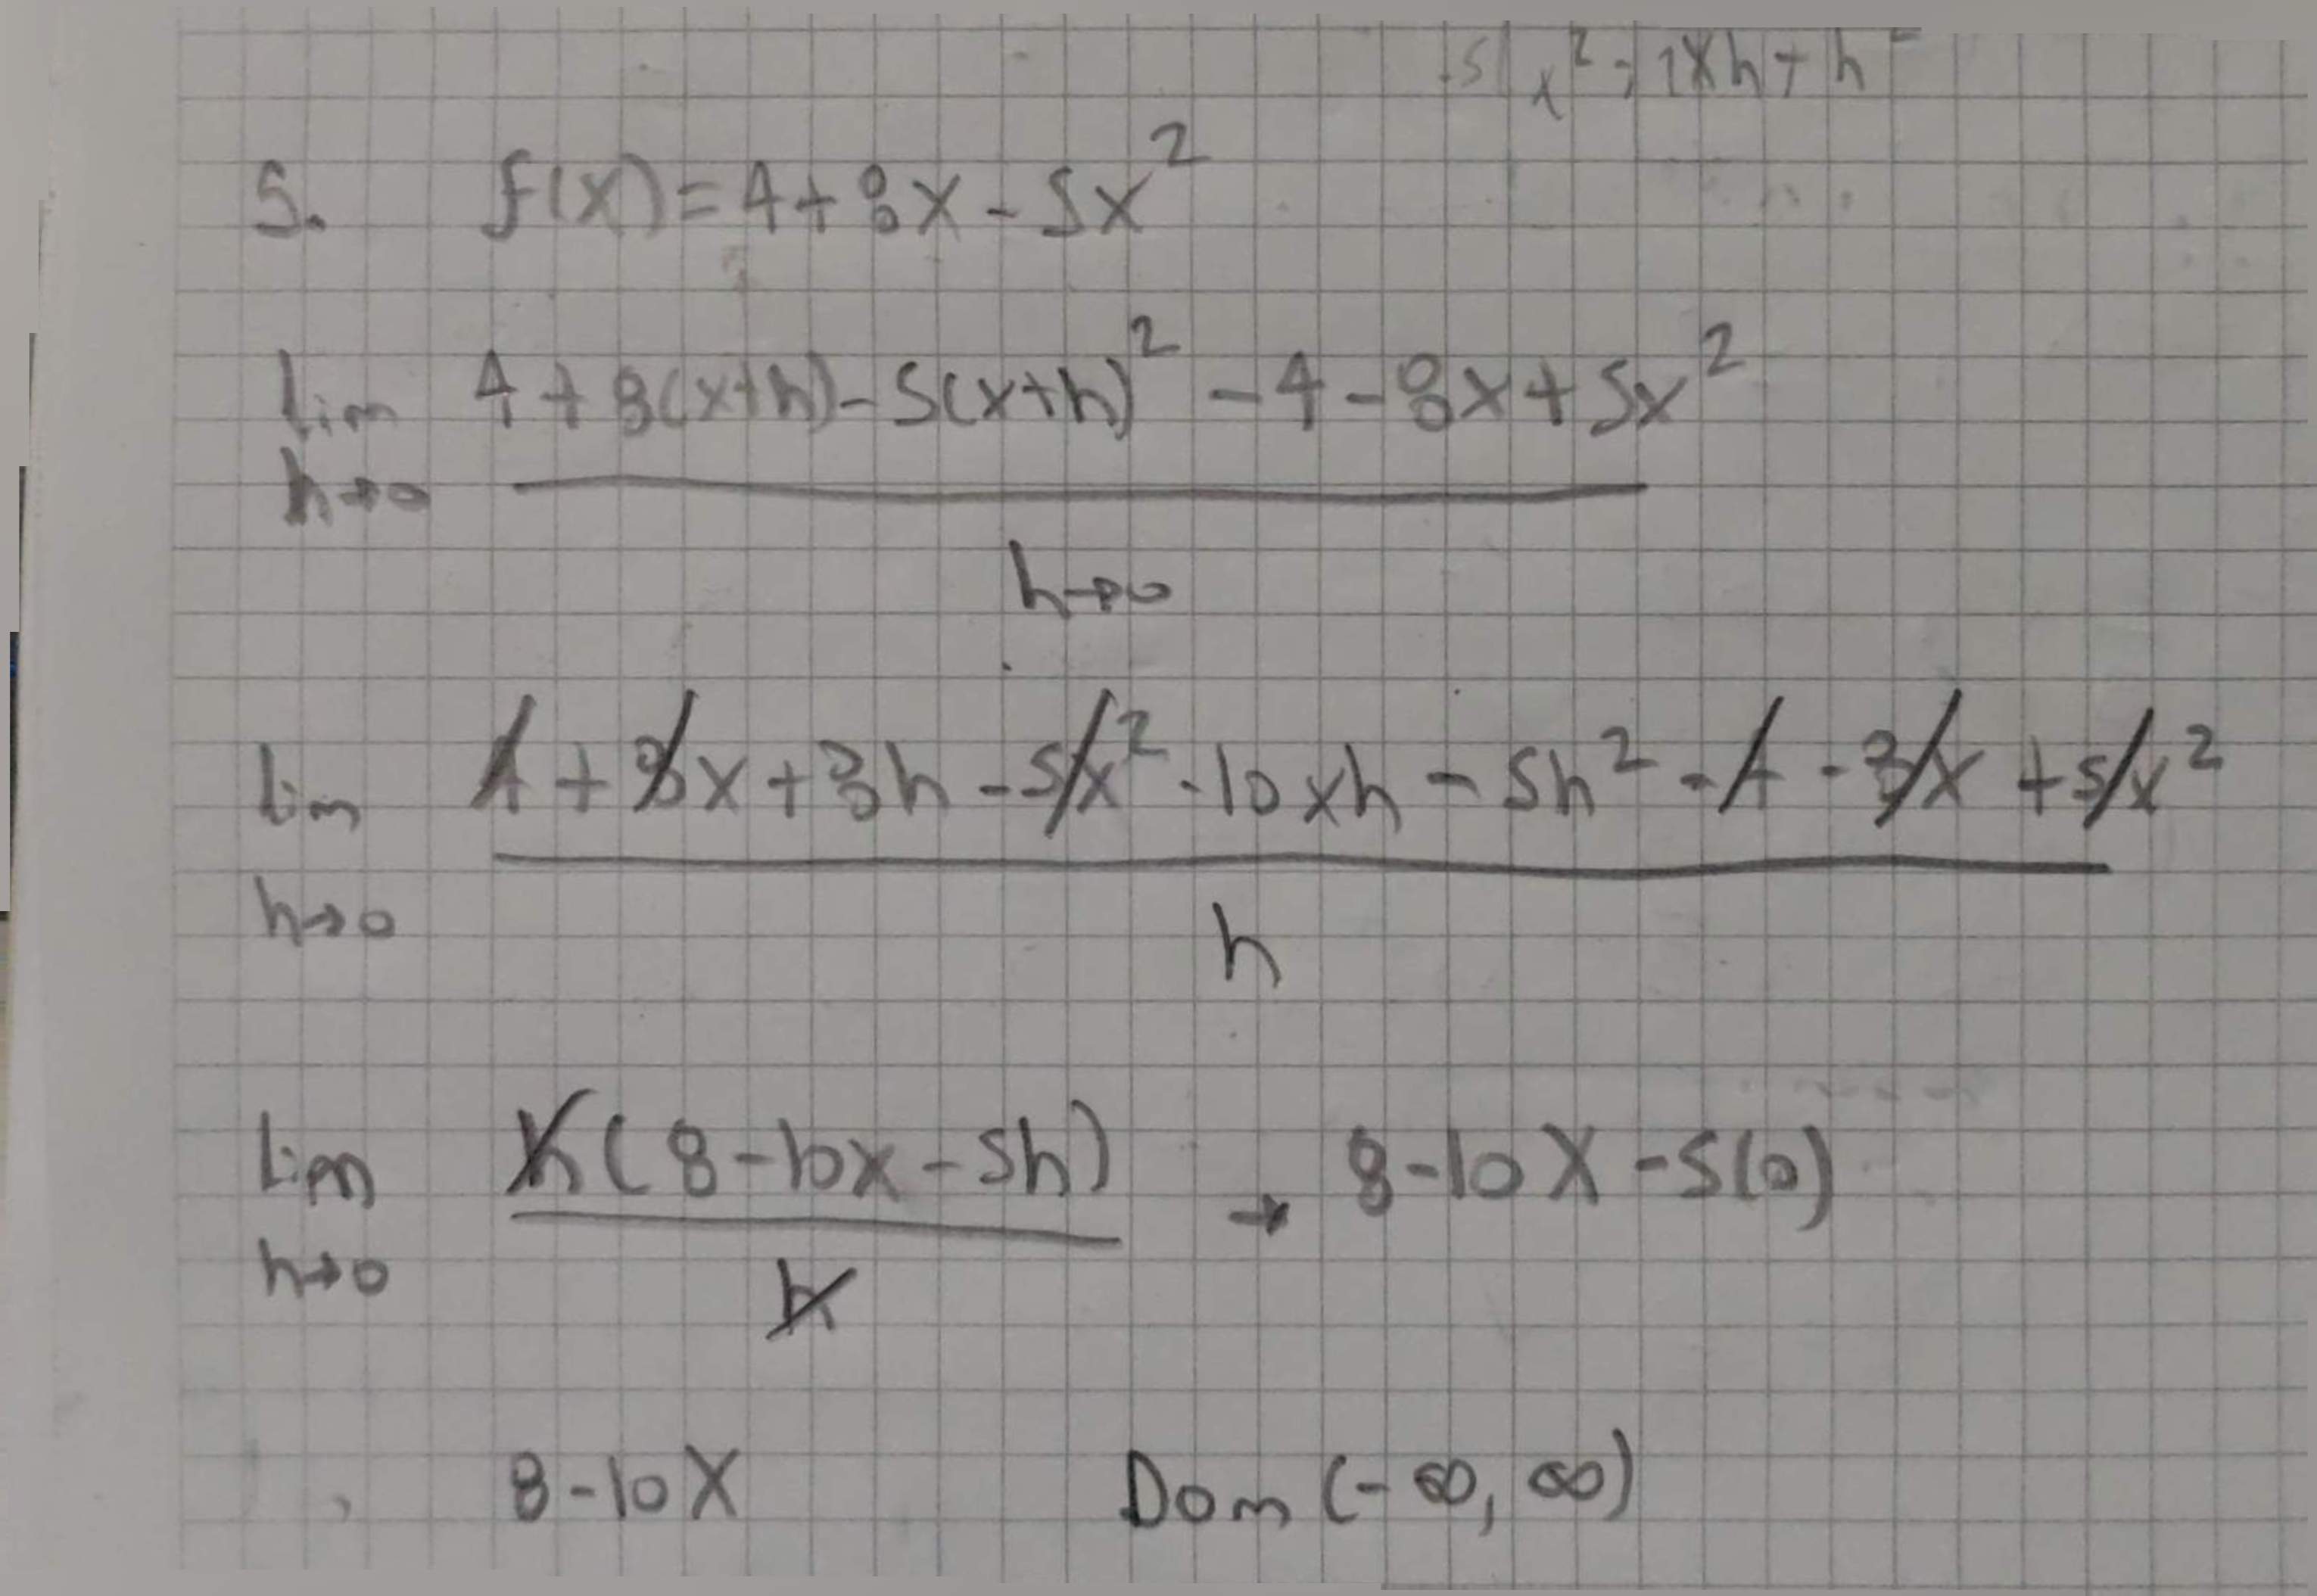 -5(x²+2xh+h²
5. f(x)=4+8x-5x²
lim 4+8(x+h)-5(x+h)²-4-8x+5x²
h→0
h→0
lim 4+8x+8h-5x²-10xh-5h²-4-8x+5x²
h→0
h
Lim h(8-10x-5h) → 8-10X-5(0)
h→0
h
8-10X Dom (-∞, ∞)